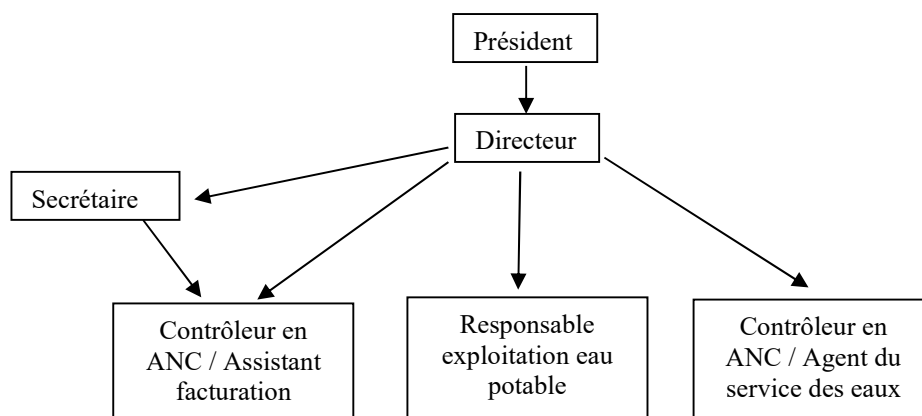 Président
Directeur
Secrétaire
Contrôleur en
ANC / Assistant
facturation
Responsable
exploitation eau
potable
Contrôleur en
ANC / Agent du
service des eaux